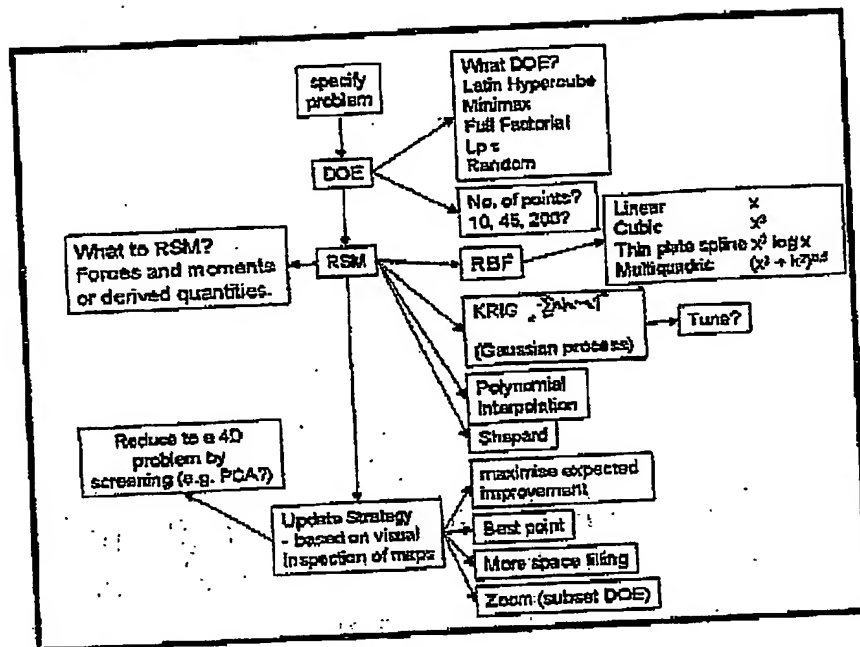 specify
problem
What DOE?
Latin Hypercube
Minimax
Full Factorial
Lp τ
Random
DOE
No. of points?
10, 45, 200?
Linear x
Cubic x³
Thin plate spline x² log x
Multiquadric
What to RSM?
Forces and moments
or derived quantities.
RSM
RBF
KRIG
(Gaussian process)
Tune?
Polynomial
Interpolation
Shepard
Reduce to a 4D
problem by
screening (e.g. PCA?)
maximise expected
improvement
Update Strategy
- based on visual
inspection of maps
Best point
More space filling
Zoom (subset DOE)